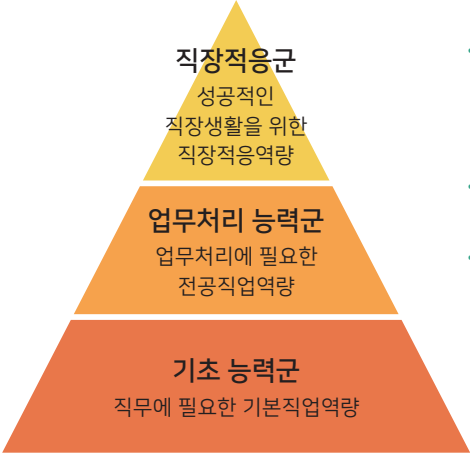 직장적응군
성공적인
직장생활을 위한
직장적응역량
업무처리 능력군
업무처리에 필요한
전공직업역량
기초 능력군
직무에 필요한 기본직업역량